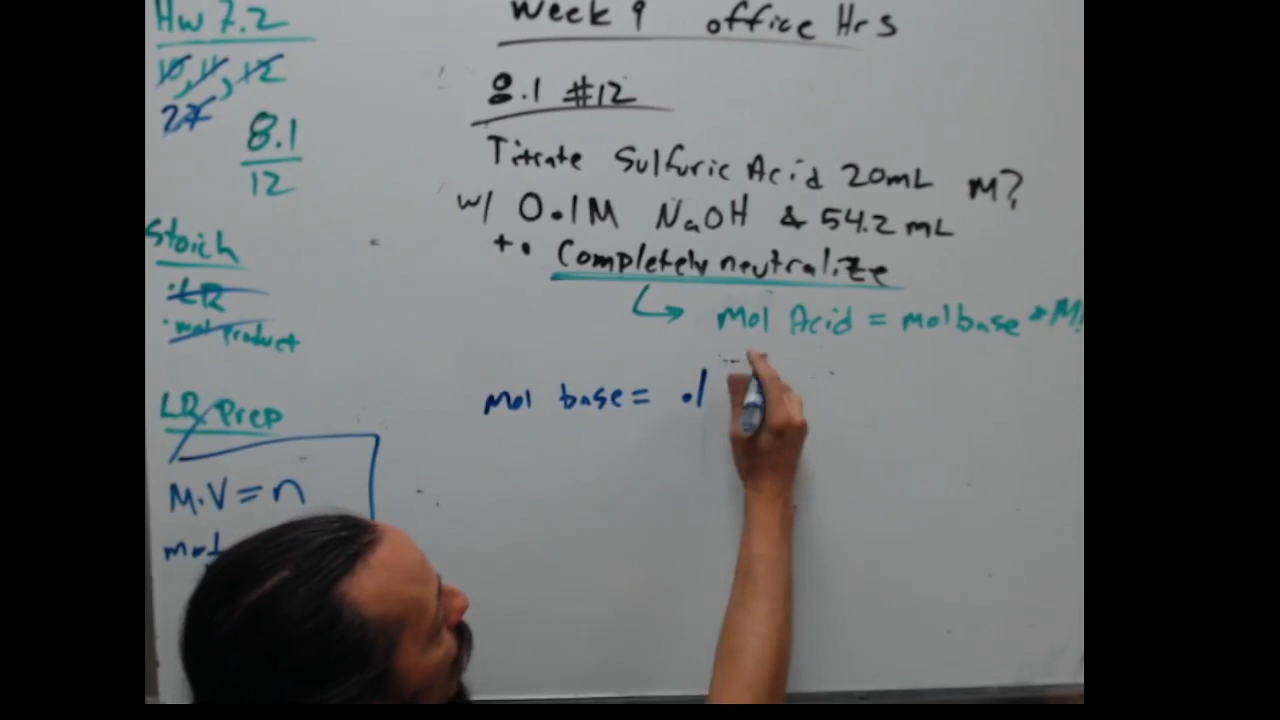 Hw 7.2
10, 11, 12
27
8.1
12
Stoich
· LR
· mol product
LR Prep
M·V = n
Week 9 office Hrs
8.1 #12
Titrate Sulfuric Acid 20mL M?
w/ 0.1M NaOH & 54.2 mL
to Completely neutralize
↳ Mol Acid = mol base * M
Mol base = .1